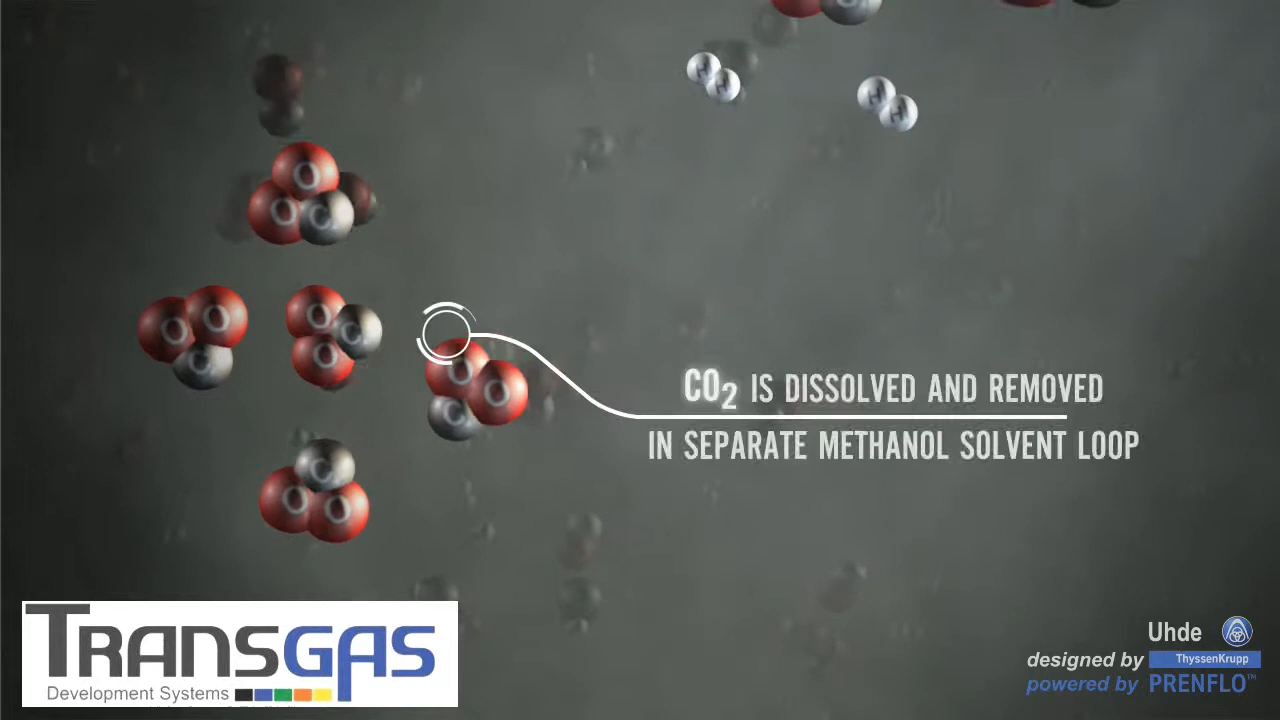 CO2 IS DISSOLVED AND REMOVED
IN SEPARATE METHANOL SOLVENT LOOP
TRANSGAS
Development Systems
Uhde
designed by ThyssenKrupp
powered by PRENFLO™